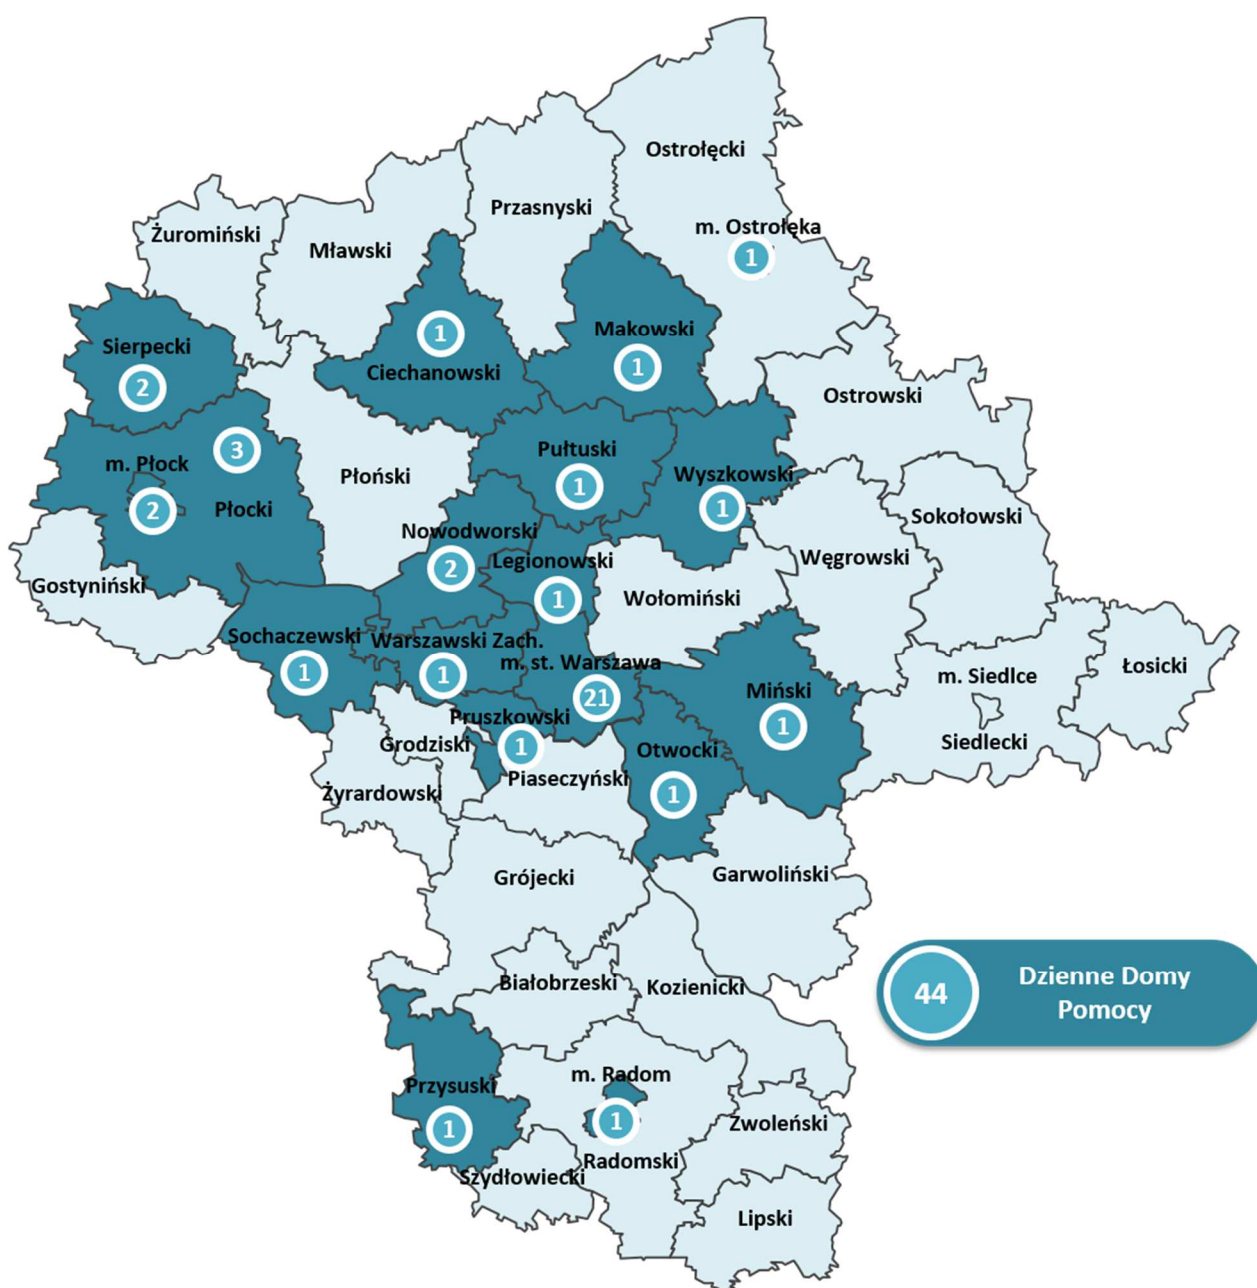 Ostrołęcki
Przasnyski
m. Ostrołęka
1
Żuromiński
Mławski
Makowski
1
1
Ciechanowski
Sierpecki
2
Ostrowski
3
m. Płock
2
Płocki
Płoński
Pułtuski
1
Wyszkowski
1
Sokołowski
Nowodworski
2
Legionowski
1
Węgrowski
Gostyniński
Wołomiński
Sochaczewski
1
Warszawski Zach.
1
m. st. Warszawa
21
Miński
1
m. Siedlce
Łosicki
Siedlecki
Pruszkowski
1
Grodziski
Otwocki
1
Piaseczyński
Żyrardowski
Grójecki
Garwoliński
Białobrzeski
Kozienicki
44
Dzienne Domy
Pomocy
m. Radom
1
Przysuski
1
Zwoleński
Radomski
Szydłowiecki
Lipski